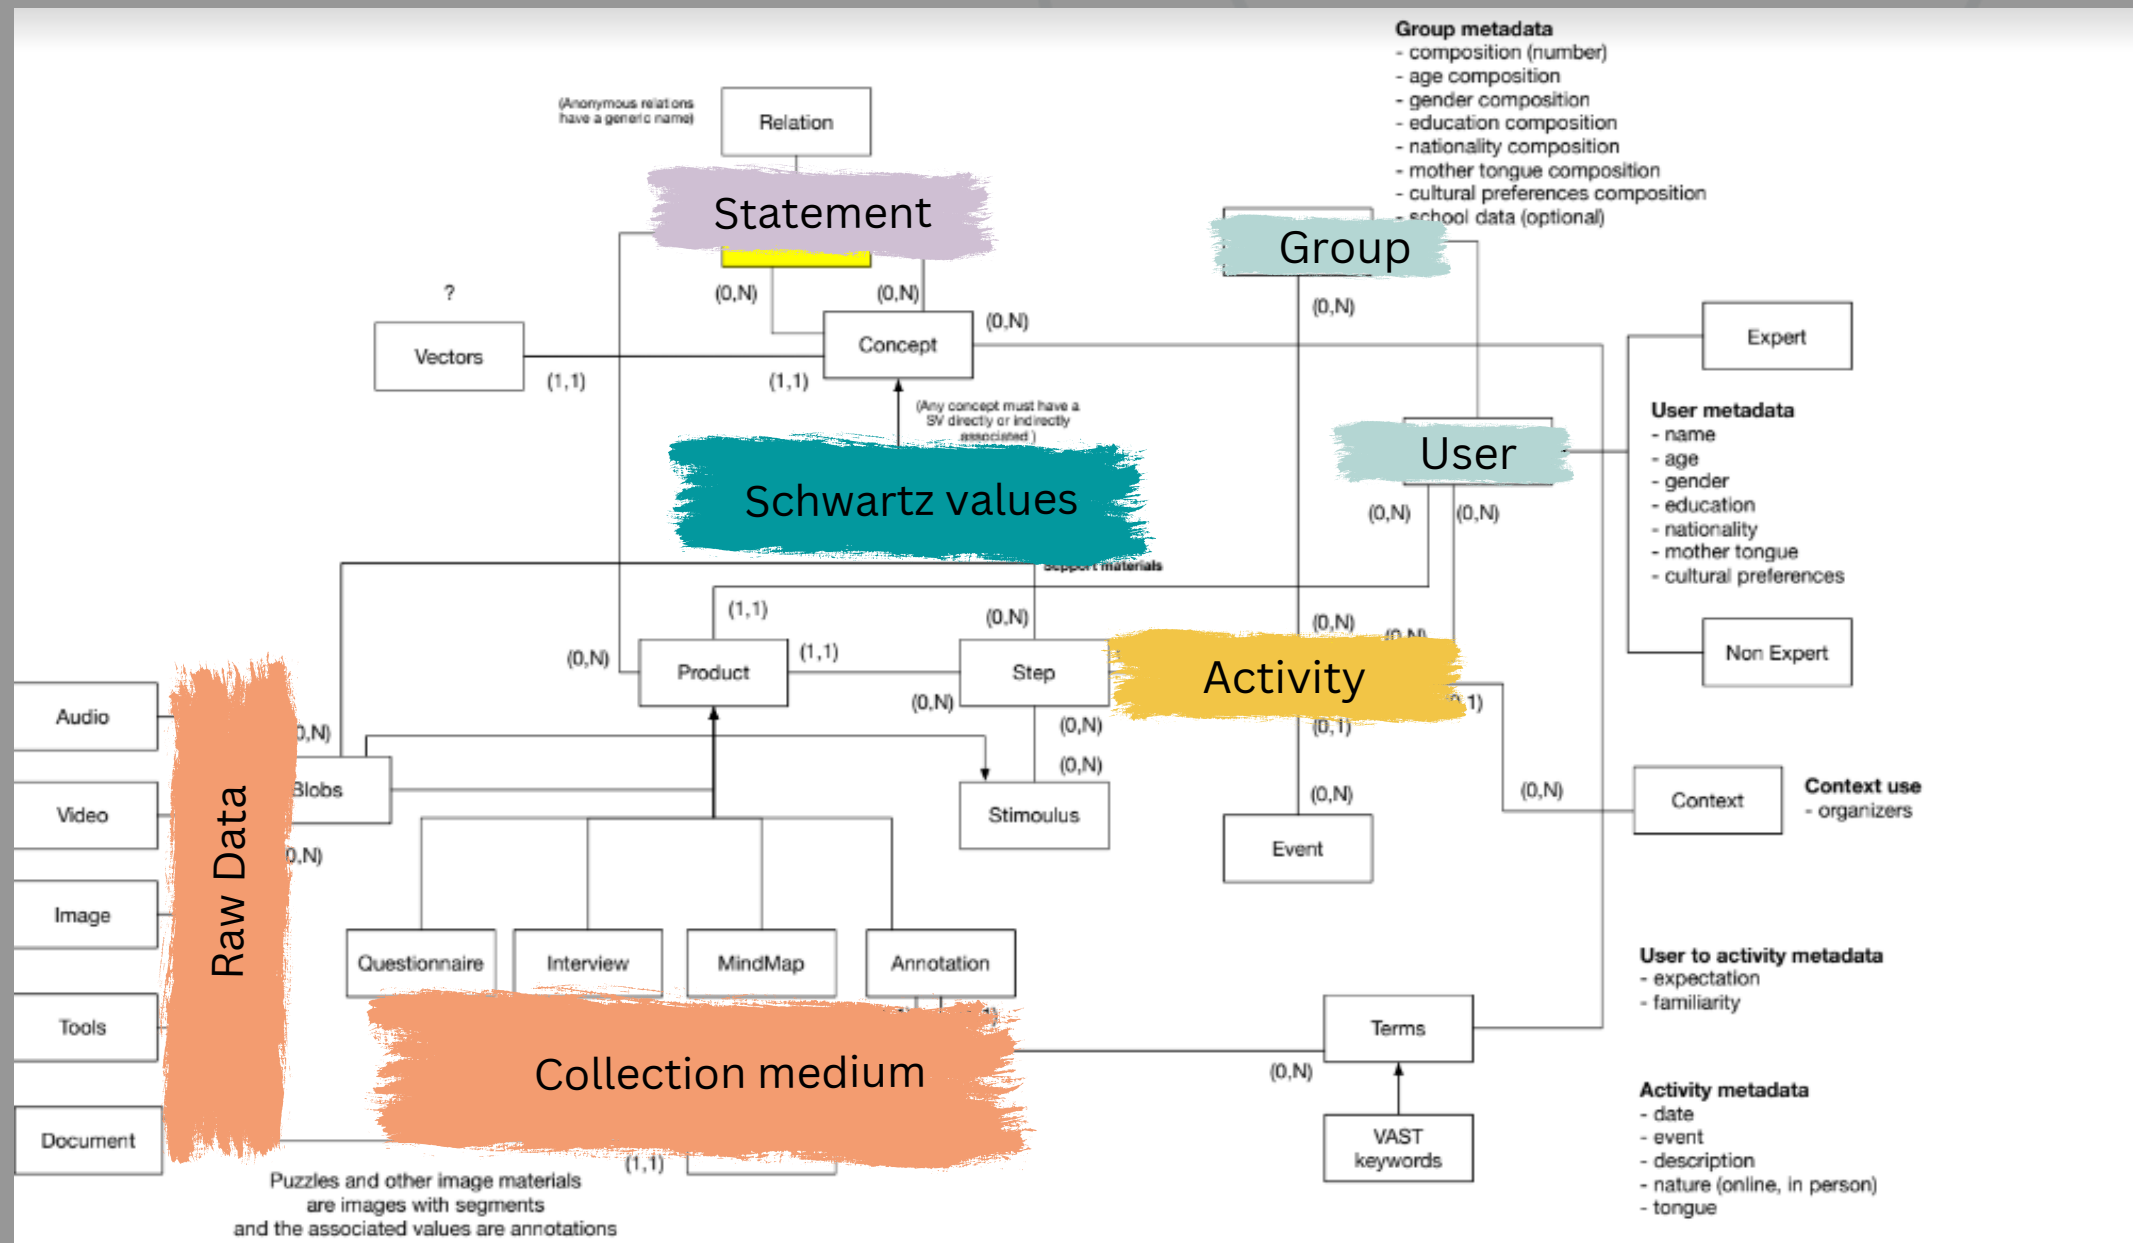 Group metadata
- composition (number)
- age composition
- gender composition
- education composition
- nationality composition
- mother tongue composition
- cultural preferences composition
- school data (optional)
(Anonymous relations
have a generic name)
Relation
Statement
Group
?
(0,N)
(0,N)
(0,N)
(0,N)
Vectors
Concept
Expert
(1,1)
(1,1)
(Any concept must have a
SV directly or indirectly
associated )
User metadata
- name
- age
- gender
- education
- nationality
- mother tongue
- cultural preferences
User
Schwartz values
(0,N)
(0,N)
Support materials
(1,1)
(0,N)
(0,N)
(0,N)
(0,N)
Product
(1,1)
Step
Activity
Non Expert
(0,N)
(0,N)
(0,1)
Audio
Blobs
(0,N)
Stimoulus
(0,N)
(0,N)
Context
Context use
- organizers
Video
Event
Raw Data
Image
Questionnaire
Interview
MindMap
Annotation
User to activity metadata
- expectation
- familiarity
Tools
Terms
Collection medium
(0,N)
Activity metadata
- date
- event
- description
- nature (online, in person)
- tongue
Document
VAST
keywords
(1,1)
Puzzles and other image materials
are images with segments
and the associated values are annotations